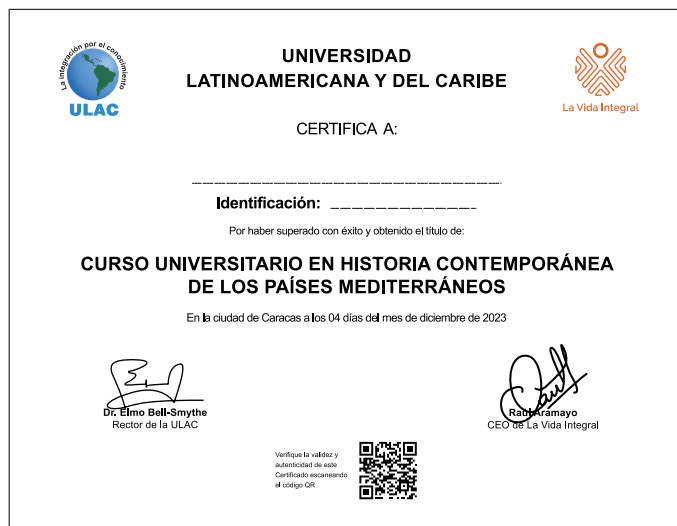 La integración por el conocimiento
ULAC
UNIVERSIDAD
LATINOAMERICANA Y DEL CARIBE
La Vida Integral
CERTIFICA A:
Identificación:
Por haber superado con éxito y obtenido el título de:
CURSO UNIVERSITARIO EN HISTORIA CONTEMPORÁNEA
DE LOS PAÍSES MEDITERRÁNEOS
En la ciudad de Caracas a los 04 días del mes de diciembre de 2023
Dr. Elmo Bell-Smythe
Rector de la ULAC
Raúl Aramayo
CEO de La Vida Integral
Verifique la validez y
autenticidad de este
Certificado escaneando
el código QR